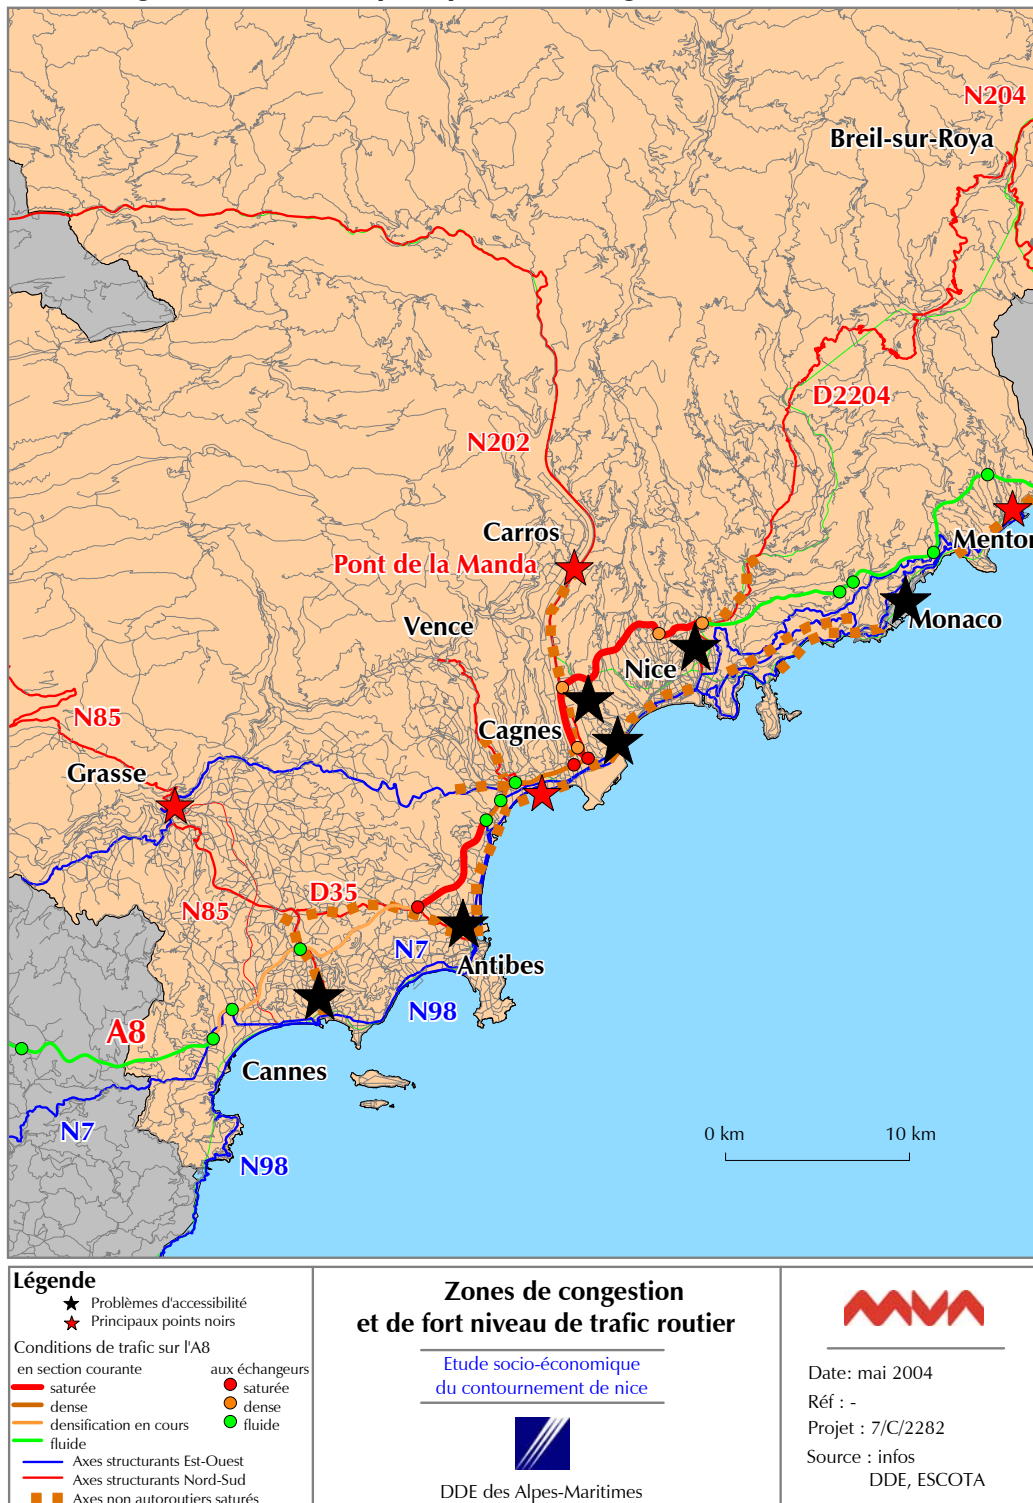 N204
Breil-sur-Roya
D2204
N202
Carros
Pont de la Manda
Menton
Monaco
Vence
Nice
N85
Cagnes
Grasse
D35
N85
N7
Antibes
N98
A8
Cannes
N7
N98
0 km 10 km
Légende
Problèmes d'accessibilité
Principaux points noirs
Conditions de trafic sur l'A8
en section courante aux échangeurs
saturée saturée
dense dense
densification en cours fluide
fluide
Axes structurants Est-Ouest
Axes structurants Nord-Sud
Axes non autoroutiers saturés
Zones de congestion
et de fort niveau de trafic routier
Etude socio-économique
du contournement de nice
DDE des Alpes-Maritimes
MVA
Date: mai 2004
Réf : -
Projet : 7/C/2282
Source : infos
DDE, ESCOTA